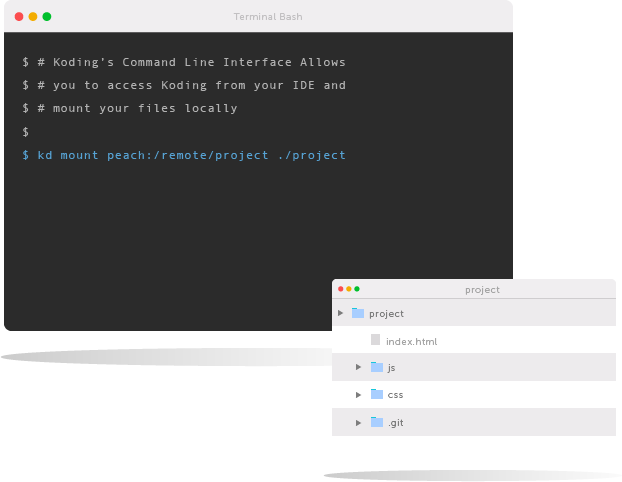 Terminal Bash
$ # Koding's Command Line Interface Allows
$ # you to access Koding from your IDE and
$ # mount your files locally
$
$ kd mount peach:/remote/project ./project
project
project
index.html
js
css
.git